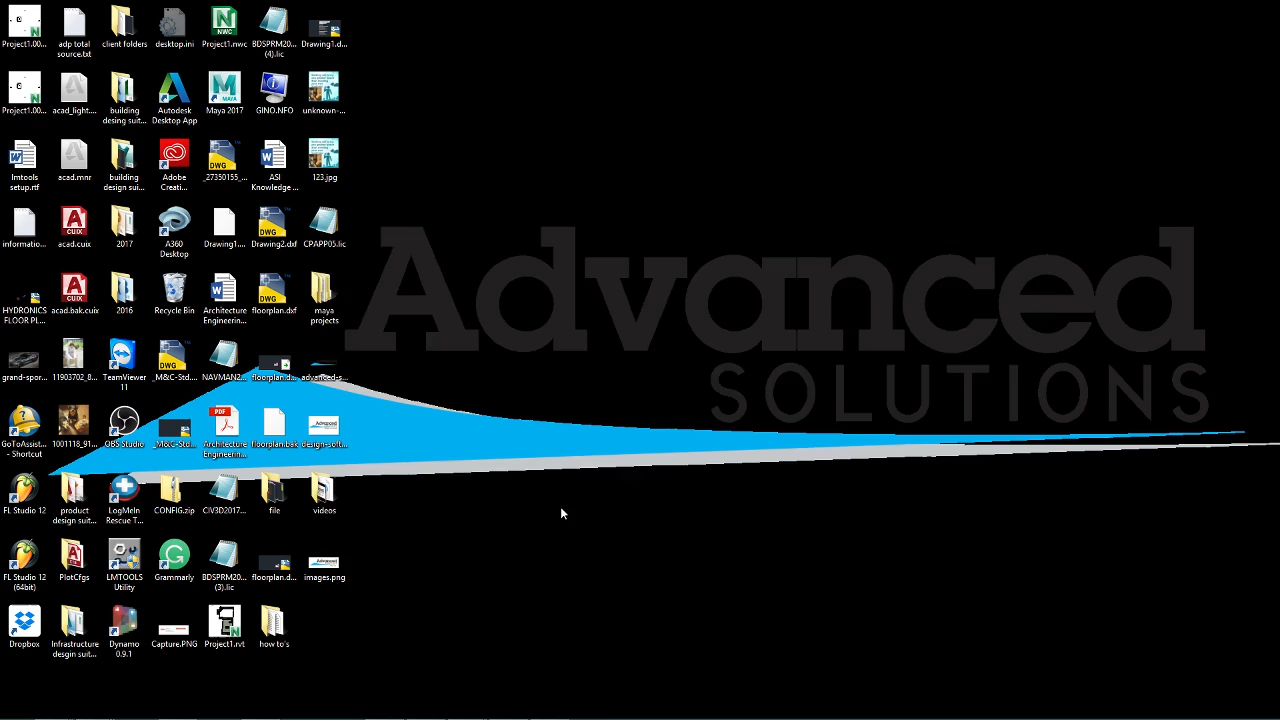 Project1.00...
adp total
source.txt
client folders
desktop.ini
Project1.nwc
BDSPRM20...
(4).lic
Drawing1.d...
Project1.00...
acad_light....
building
desing suit...
Autodesk
Desktop App
Maya 2017
GINO.NFO
unknown-...
lmtools
setup.rtf
acad.mnr
building
design sui...
Adobe
Creati...
_27350155_...
ASI
Knowledge ...
123.jpg
informatio...
acad.cuix
2017
A360
Desktop
Drawing1....
Drawing2.dxf
CPAPP05.lic
HYDRONICS
FLOOR PL...
acad.bak.cuix
2016
Recycle Bin
Architecture
Engineerin...
floorplan.dxf
maya
projects
grand-spor...
11903702_8...
TeamViewer
11
_M&C-Std....
NAVMAN2...
floorplan.d...
advanced-s...
GoToAssist...
- Shortcut
1001118_91...
OBS Studio
_M&C-Std...
Architecture
Engineerin...
floorplan.bak
design-soft...
FL Studio 12
product
design suit...
LogMeIn
Rescue T...
CONFIG.zip
CIV3D2017...
file
videos
FL Studio 12
(64bit)
PlotCfgs
LMTOOLS
Utility
Grammarly
BDSPRM20...
(3).lic
floorplan.d...
images.png
Dropbox
Infrastructure
desgin suit...
Dynamo
0.9.1
Capture.PNG
Project1.rvt
how to's
Advanced
SOLUTIONS